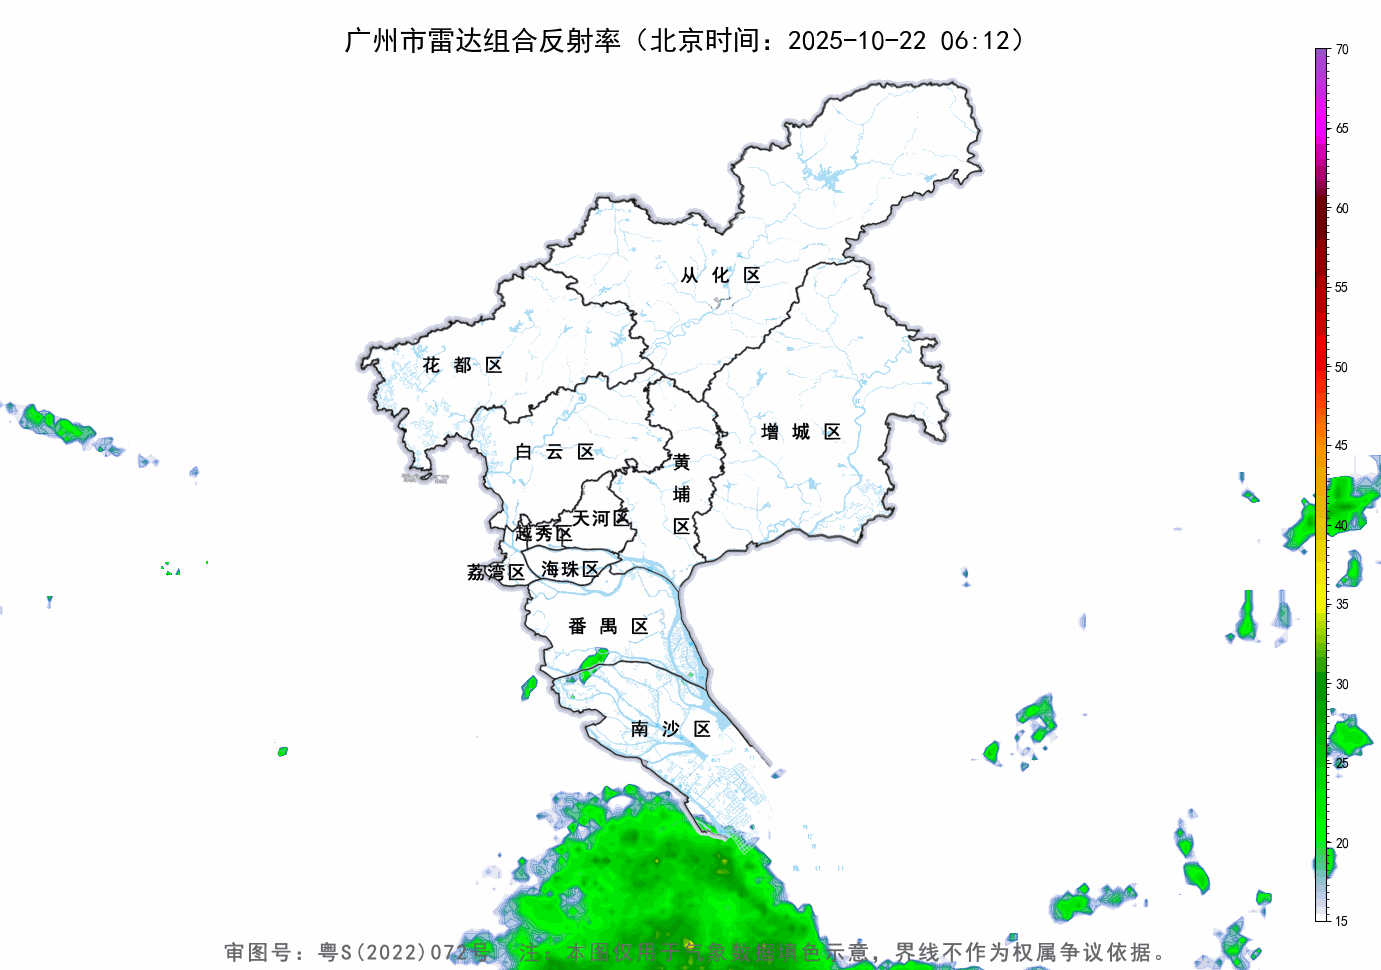 广州市雷达组合反射率（北京时间：2025-10-22 06:12）
70
65
60
55
50
45
40
35
30
25
20
15
从化区
花都区
增城区
白云区
黄埔区
天河区
越秀区
荔湾区
海珠区
番禺区
南沙区
审图号：粤S(2022)072号 注：本图仅用于气象数据填色示意，界线不作为权属争议依据。